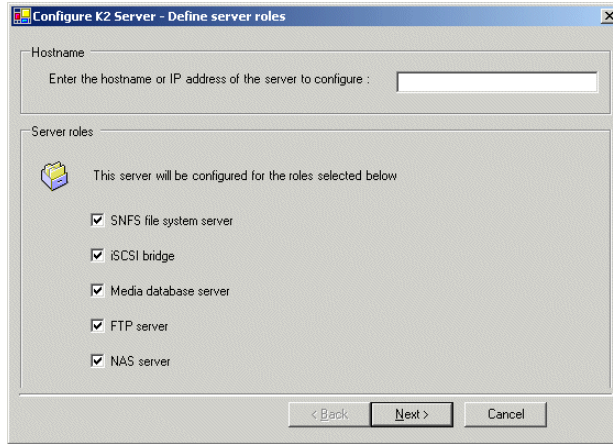 Configure K2 Server - Define server roles
Hostname
Enter the hostname or IP address of the server to configure :
Server roles
This server will be configured for the roles selected below
SNFS file system server
iSCSI bridge
Media database server
FTP server
NAS server
< Back
Next >
Cancel